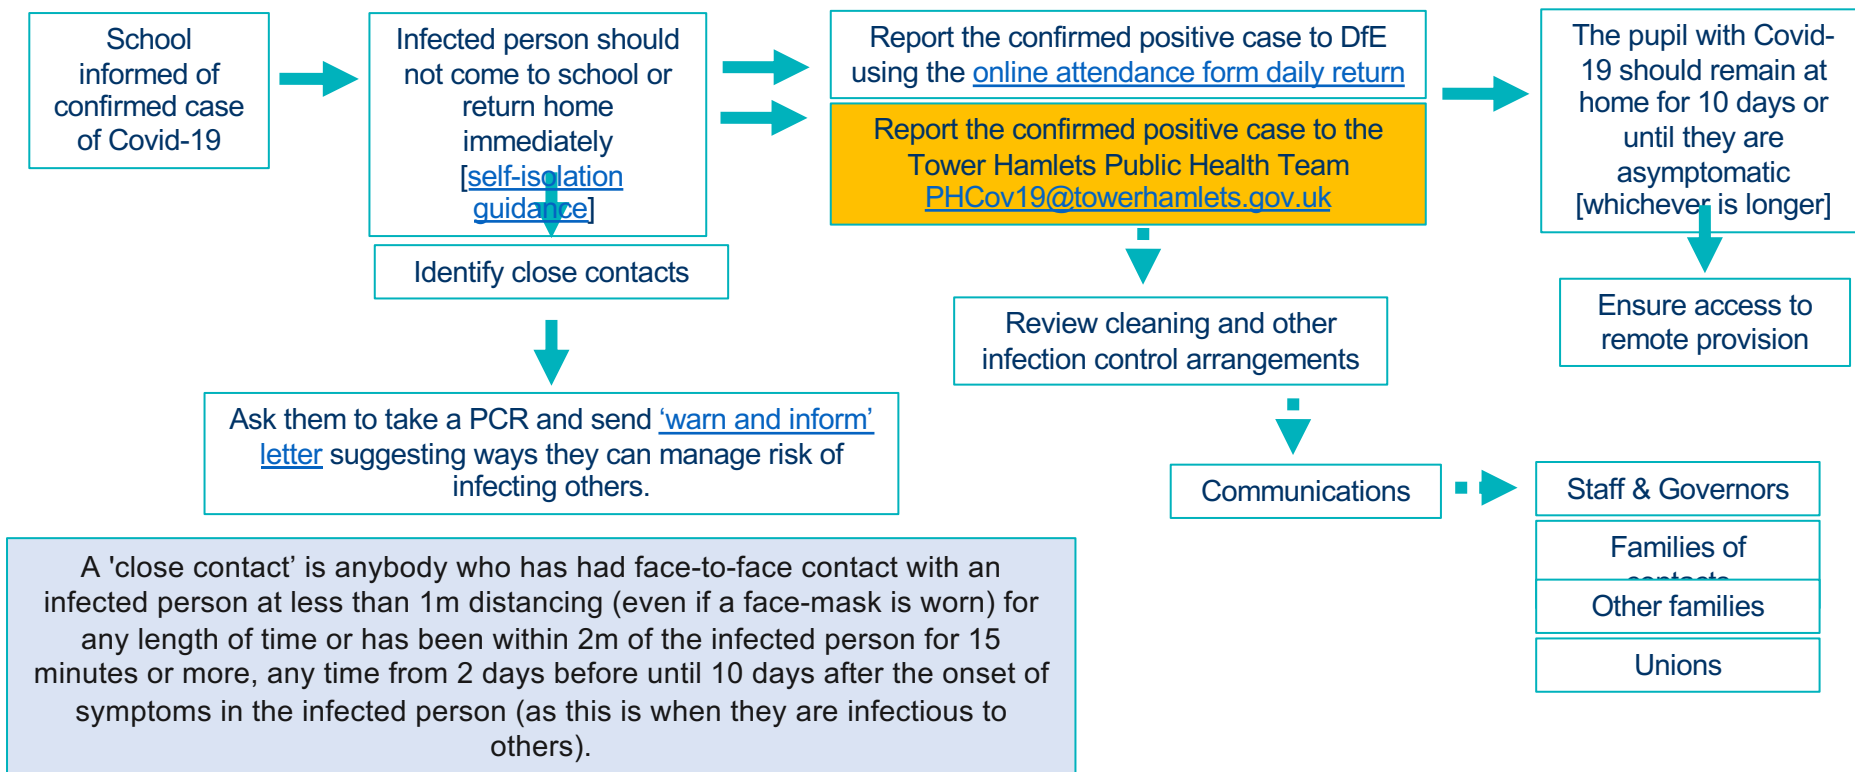 School
informed of
confirmed case
of Covid-19
Infected person should
not come to school or
return home
immediately
[self-isolation
guidance]
Report the confirmed positive case to DfE
using the online attendance form daily return
Report the confirmed positive case to the
Tower Hamlets Public Health Team
PHCov19@towerhamlets.gov.uk
The pupil with Covid-
19 should remain at
home for 10 days or
until they are
asymptomatic
[whichever is longer]
Identify close contacts
Review cleaning and other
infection control arrangements
Ensure access to
remote provision
Ask them to take a PCR and send ‘warn and inform’
letter suggesting ways they can manage risk of
infecting others.
Communications
Staff & Governors
Families of
contacts
Other families
Unions
A 'close contact’ is anybody who has had face-to-face contact with an
infected person at less than 1m distancing (even if a face-mask is worn) for
any length of time or has been within 2m of the infected person for 15
minutes or more, any time from 2 days before until 10 days after the onset of
symptoms in the infected person (as this is when they are infectious to
others).